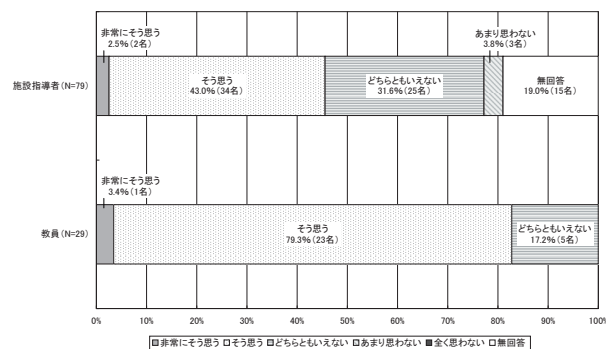 非常にそう思う
2.5%(2名)
あまり思わない
3.8%(3名)
施設指導者(N=79)
そう思う
43.0%(34名)
どちらともいえない
31.6%(25名)
無回答
19.0%(15名)
非常にそう思う
3.4%(1名)
教員(N=29)
そう思う
79.3%(23名)
どちらともいえない
17.2%(5名)
0% 10% 20% 30% 40% 50% 60% 70% 80% 90% 100%
非常にそう思う そう思う どちらともいえない あまり思わない 全く思わない 無回答